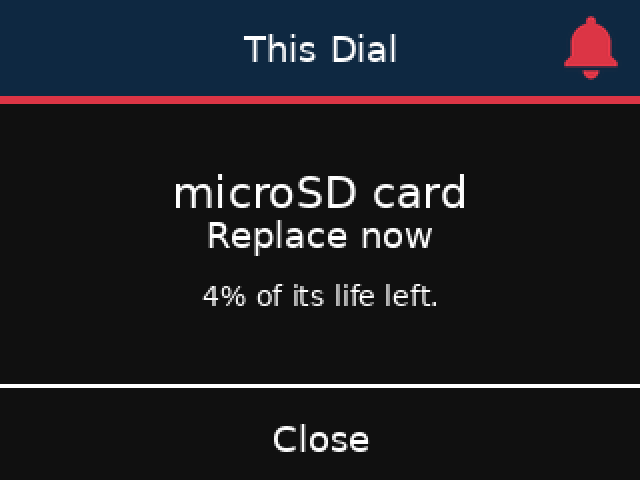 This Dial
microSD card
Replace now
4% of its life left.
Close